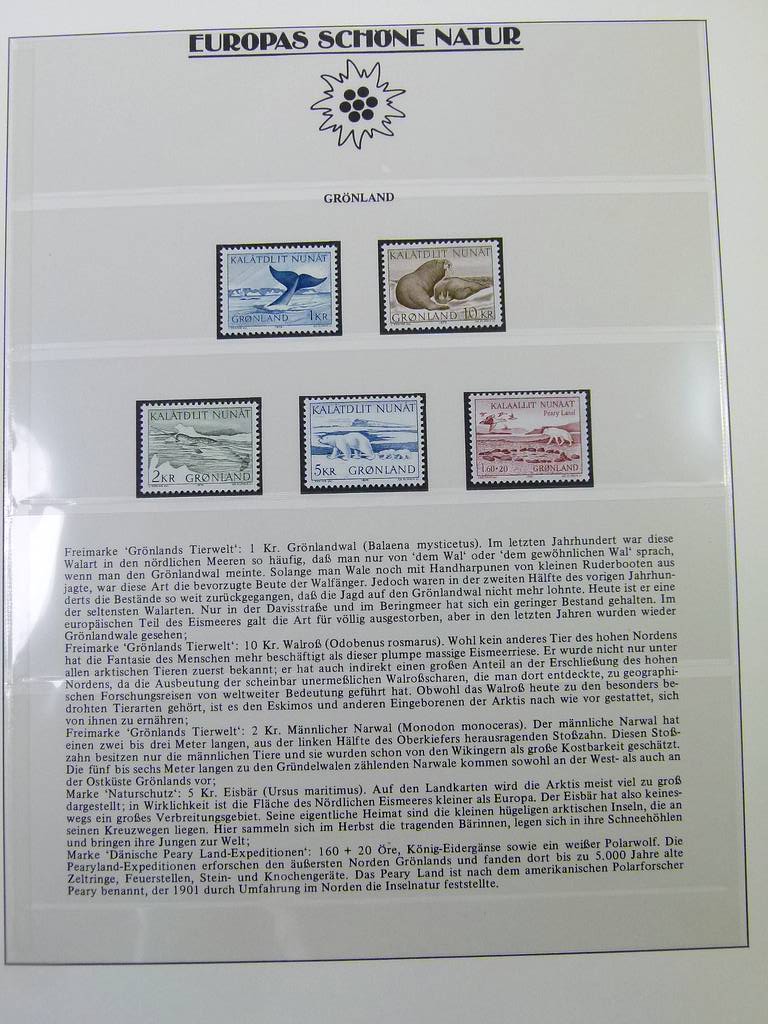 EUROPAS SCHÖNE NATUR
GRÖNLAND
KALÂTDLIT NUNÂT
GRØNLAND 1KR
KALÂTDLIT NUNÂT
GRØNLAND 10 KR
KALÂTDLIT NUNÂT
2KR GRØNLAND
KALÂTDLIT NUNÂT
5KR GRØNLAND
KALAALLIT NUNAAT
Peary Land
1.60+20 GRØNLAND
Freimarke ‘Grönlands Tierwelt‘: 1 Kr. Grönlandwal (Balaena mysticetus). Im letzten Jahrhundert war diese
Walart in den nördlichen Meeren so häufig, daß man nur von ‘dem Wal‘ oder ‘dem gewöhnlichen Wal‘ sprach,
wenn man den Grönlandwal meinte. Solange man Wale noch mit Handharpunen von kleinen Ruderbooten aus
jagte, war diese Art die bevorzugte Beute der Walfänger. Jedoch waren in der zweiten Hälfte des vorigen Jahrhun-
derts die Bestände so weit zurückgegangen, daß die Jagd auf den Grönlandwal nicht mehr lohnte. Heute ist er eine
der seltensten Walarten. Nur in der Davisstraße und im Beringmeer hat sich ein geringer Bestand gehalten. Im
europäischen Teil des Eismeeres galt die Art für völlig ausgestorben, aber in den letzten Jahren wurden wieder
Grönlandwale gesehen;
Freimarke ‘Grönlands Tierwelt‘: 10 Kr. Walroß (Odobenus rosmarus). Wohl kein anderes Tier des hohen Nordens
hat die Fantasie des Menschen mehr beschäftigt als dieser plumpe massige Eismeerriese. Er wurde nicht nur unter
allen arktischen Tieren zuerst bekannt; er hat auch indirekt einen großen Anteil an der Erschließung des hohen
Nordens, da die Ausbeutung der scheinbar unermeßlichen Walroßscharen, die man dort entdeckte, zu geographi-
schen Forschungsreisen von weltweiter Bedeutung geführt hat. Obwohl das Walroß heute zu den besonders be-
drohten Tierarten gehört, ist es den Eskimos und anderen Eingeborenen der Arktis nach wie vor gestattet, sich
von ihnen zu ernähren;
Freimarke ‘Grönlands Tierwelt‘: 2 Kr. Männlicher Narwal (Monodon monoceras). Der männliche Narwal hat
einen zwei bis drei Meter langen, aus der linken Hälfte des Oberkiefers herausragenden Stoßzahn. Diesen Stoß-
zahn besitzen nur die männlichen Tiere und sie wurden schon von den Wikingern als große Kostbarkeit geschätzt.
Die fünf bis sechs Meter langen zu den Gründelwalen zählenden Narwale kommen sowohl an der West- als auch an
der Ostküste Grönlands vor;
Marke ‘Naturschutz‘: 5 Kr. Eisbär (Ursus maritimus). Auf den Landkarten wird die Arktis meist viel zu groß
dargestellt; in Wirklichkeit ist die Fläche des Nördlichen Eismeeres kleiner als Europa. Der Eisbär hat also keines-
wegs ein großes Verbreitungsgebiet. Seine eigentliche Heimat sind die kleinen hügeligen arktischen Inseln, die an
seinen Kreuzwegen liegen. Hier sammeln sich im Herbst die tragenden Bärinnen, legen sich in ihre Schneehöhlen
und bringen ihre Jungen zur Welt;
Marke ‘Dänische Peary Land-Expeditionen‘: 160 + 20 Öre, König-Eidergänse sowie ein weißer Polarwolf. Die
Pearyland-Expeditionen erforschen den äußersten Norden Grönlands und fanden dort bis zu 5.000 Jahre alte
Zeltringe, Feuerstellen, Stein- und Knochengeräte. Das Peary Land ist nach dem amerikanischen Polarforscher
Peary benannt, der 1901 durch Umfahrung im Norden die Inselnatur feststellte.